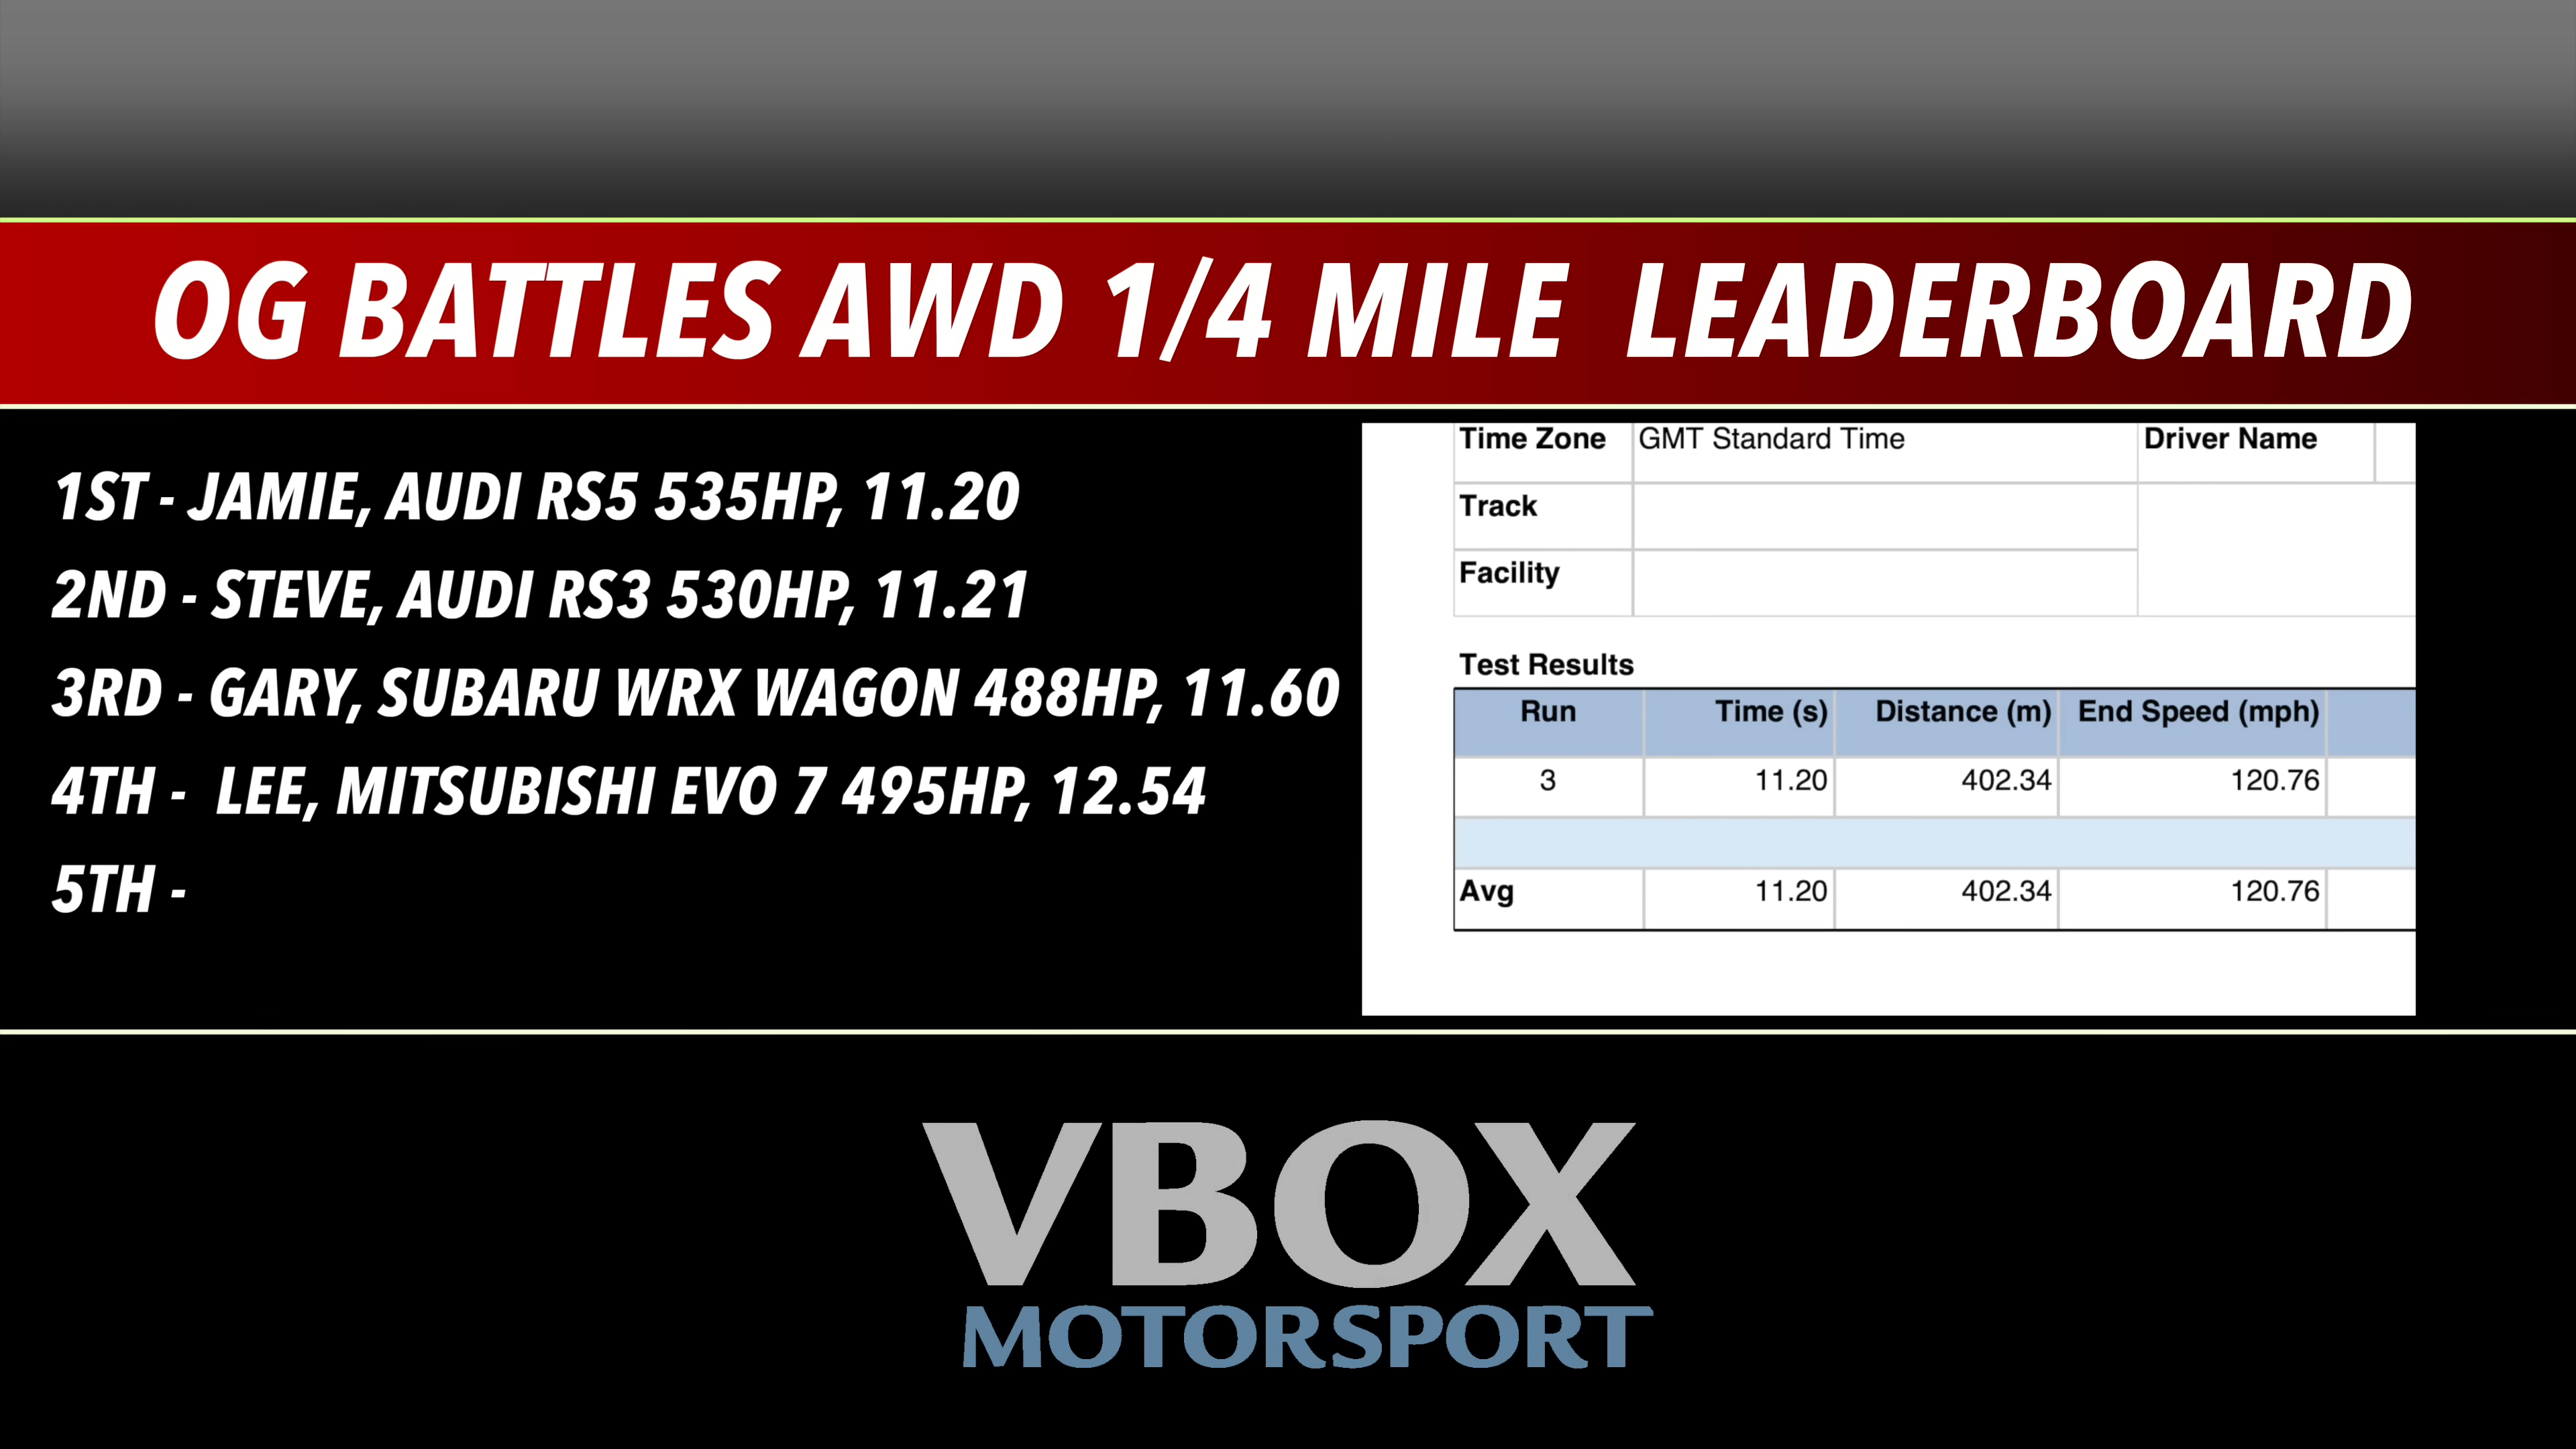 OG BATTLES AWD 1/4 MILE LEADERBOARD
1ST - JAMIE, AUDI RS5 535HP, 11.20
2ND - STEVE, AUDI RS3 530HP, 11.21
3RD - GARY, SUBARU WRX WAGON 488HP, 11.60
4TH - LEE, MITSUBISHI EVO 7 495HP, 12.54
5TH -
Time Zone GMT Standard Time Driver Name
Track
Facility
Test Results
Run Time (s) Distance (m) End Speed (mph)
3 11.20 402.34 120.76
Avg 11.20 402.34 120.76
VBOX
MOTORSPORT